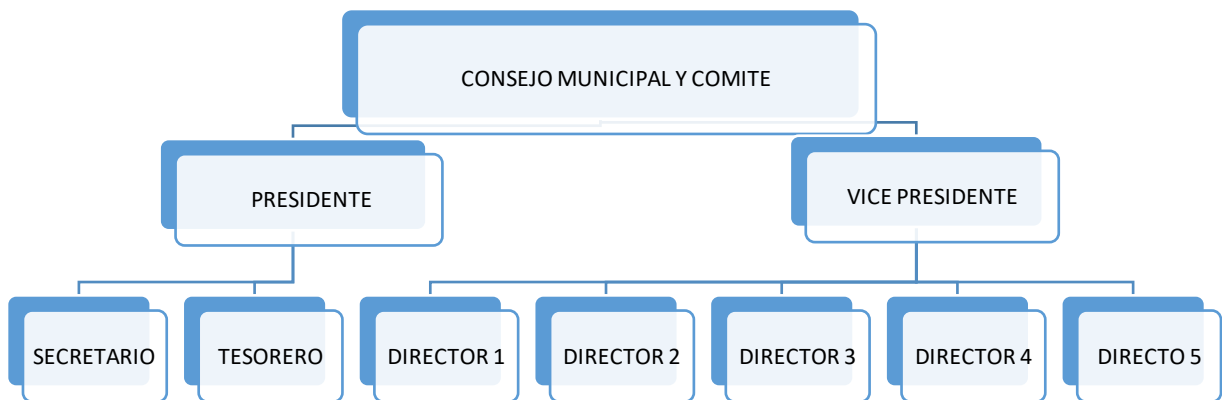 CONSEJO MUNICIPAL Y COMITE
PRESIDENTE
VICE PRESIDENTE
SECRETARIO
TESORERO
DIRECTOR 1
DIRECTOR 2
DIRECTOR 3
DIRECTOR 4
DIRECTO 5